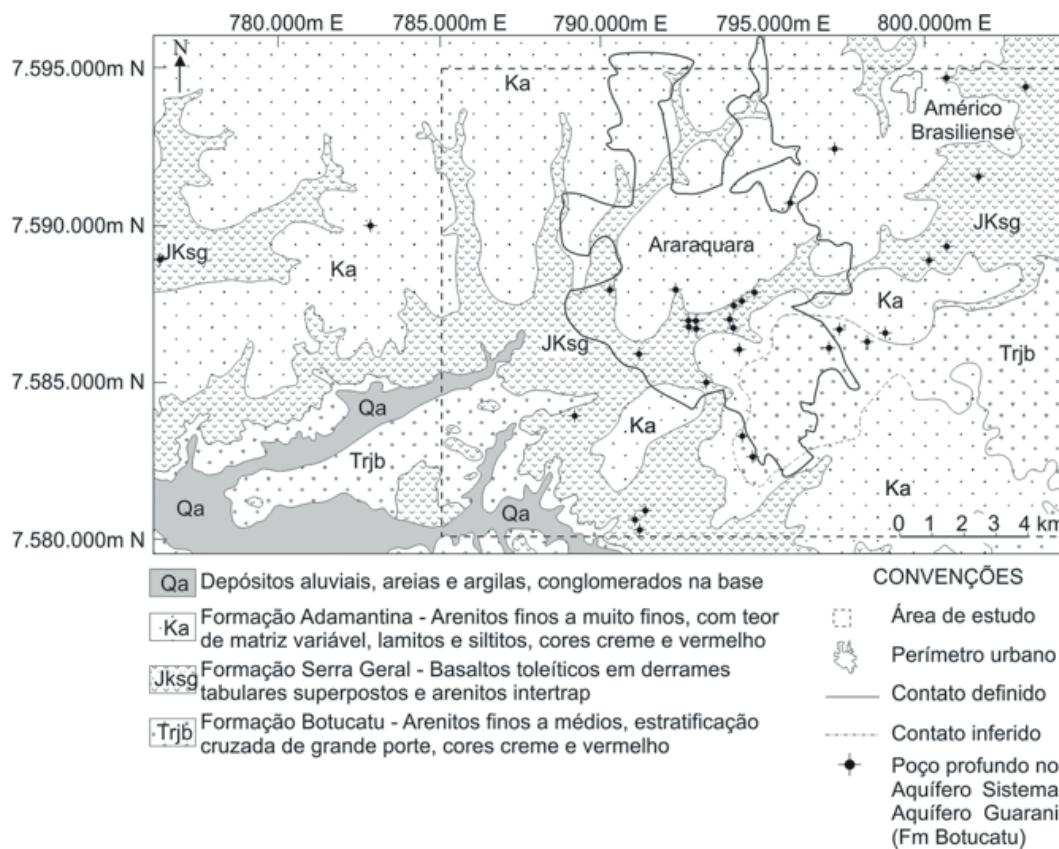 780.000m E 785.000m E 790.000m E 795.000m E 800.000m E
7.595.000m N
N
Ka
Américo
Brasiliense
7.590.000m N
JKsg
Ka
Araraquara
JKsg
Ka
JKsg
7.585.000m N
Trjb
Qa
Ka
Trjb
Qa
Qa
Ka
7.580.000m N
0 1 2 3 4 km
Qa Depósitos aluviais, areias e argilas, conglomerados na base
Ka Formação Adamantina - Arenitos finos a muito finos, com teor
de matriz variável, lamitos e siltitos, cores creme e vermelho
Jksg Formação Serra Geral - Basaltos toleíticos em derrames
tabulares superpostos e arenitos intertrap
Trjb Formação Botucatu - Arenitos finos a médios, estratificação
cruzada de grande porte, cores creme e vermelho
CONVENÇÕES
Área de estudo
Perímetro urbano
Contato definido
Contato inferido
Poço profundo no
Aquífero Sistema
Aquífero Guarani
(Fm Botucatu)